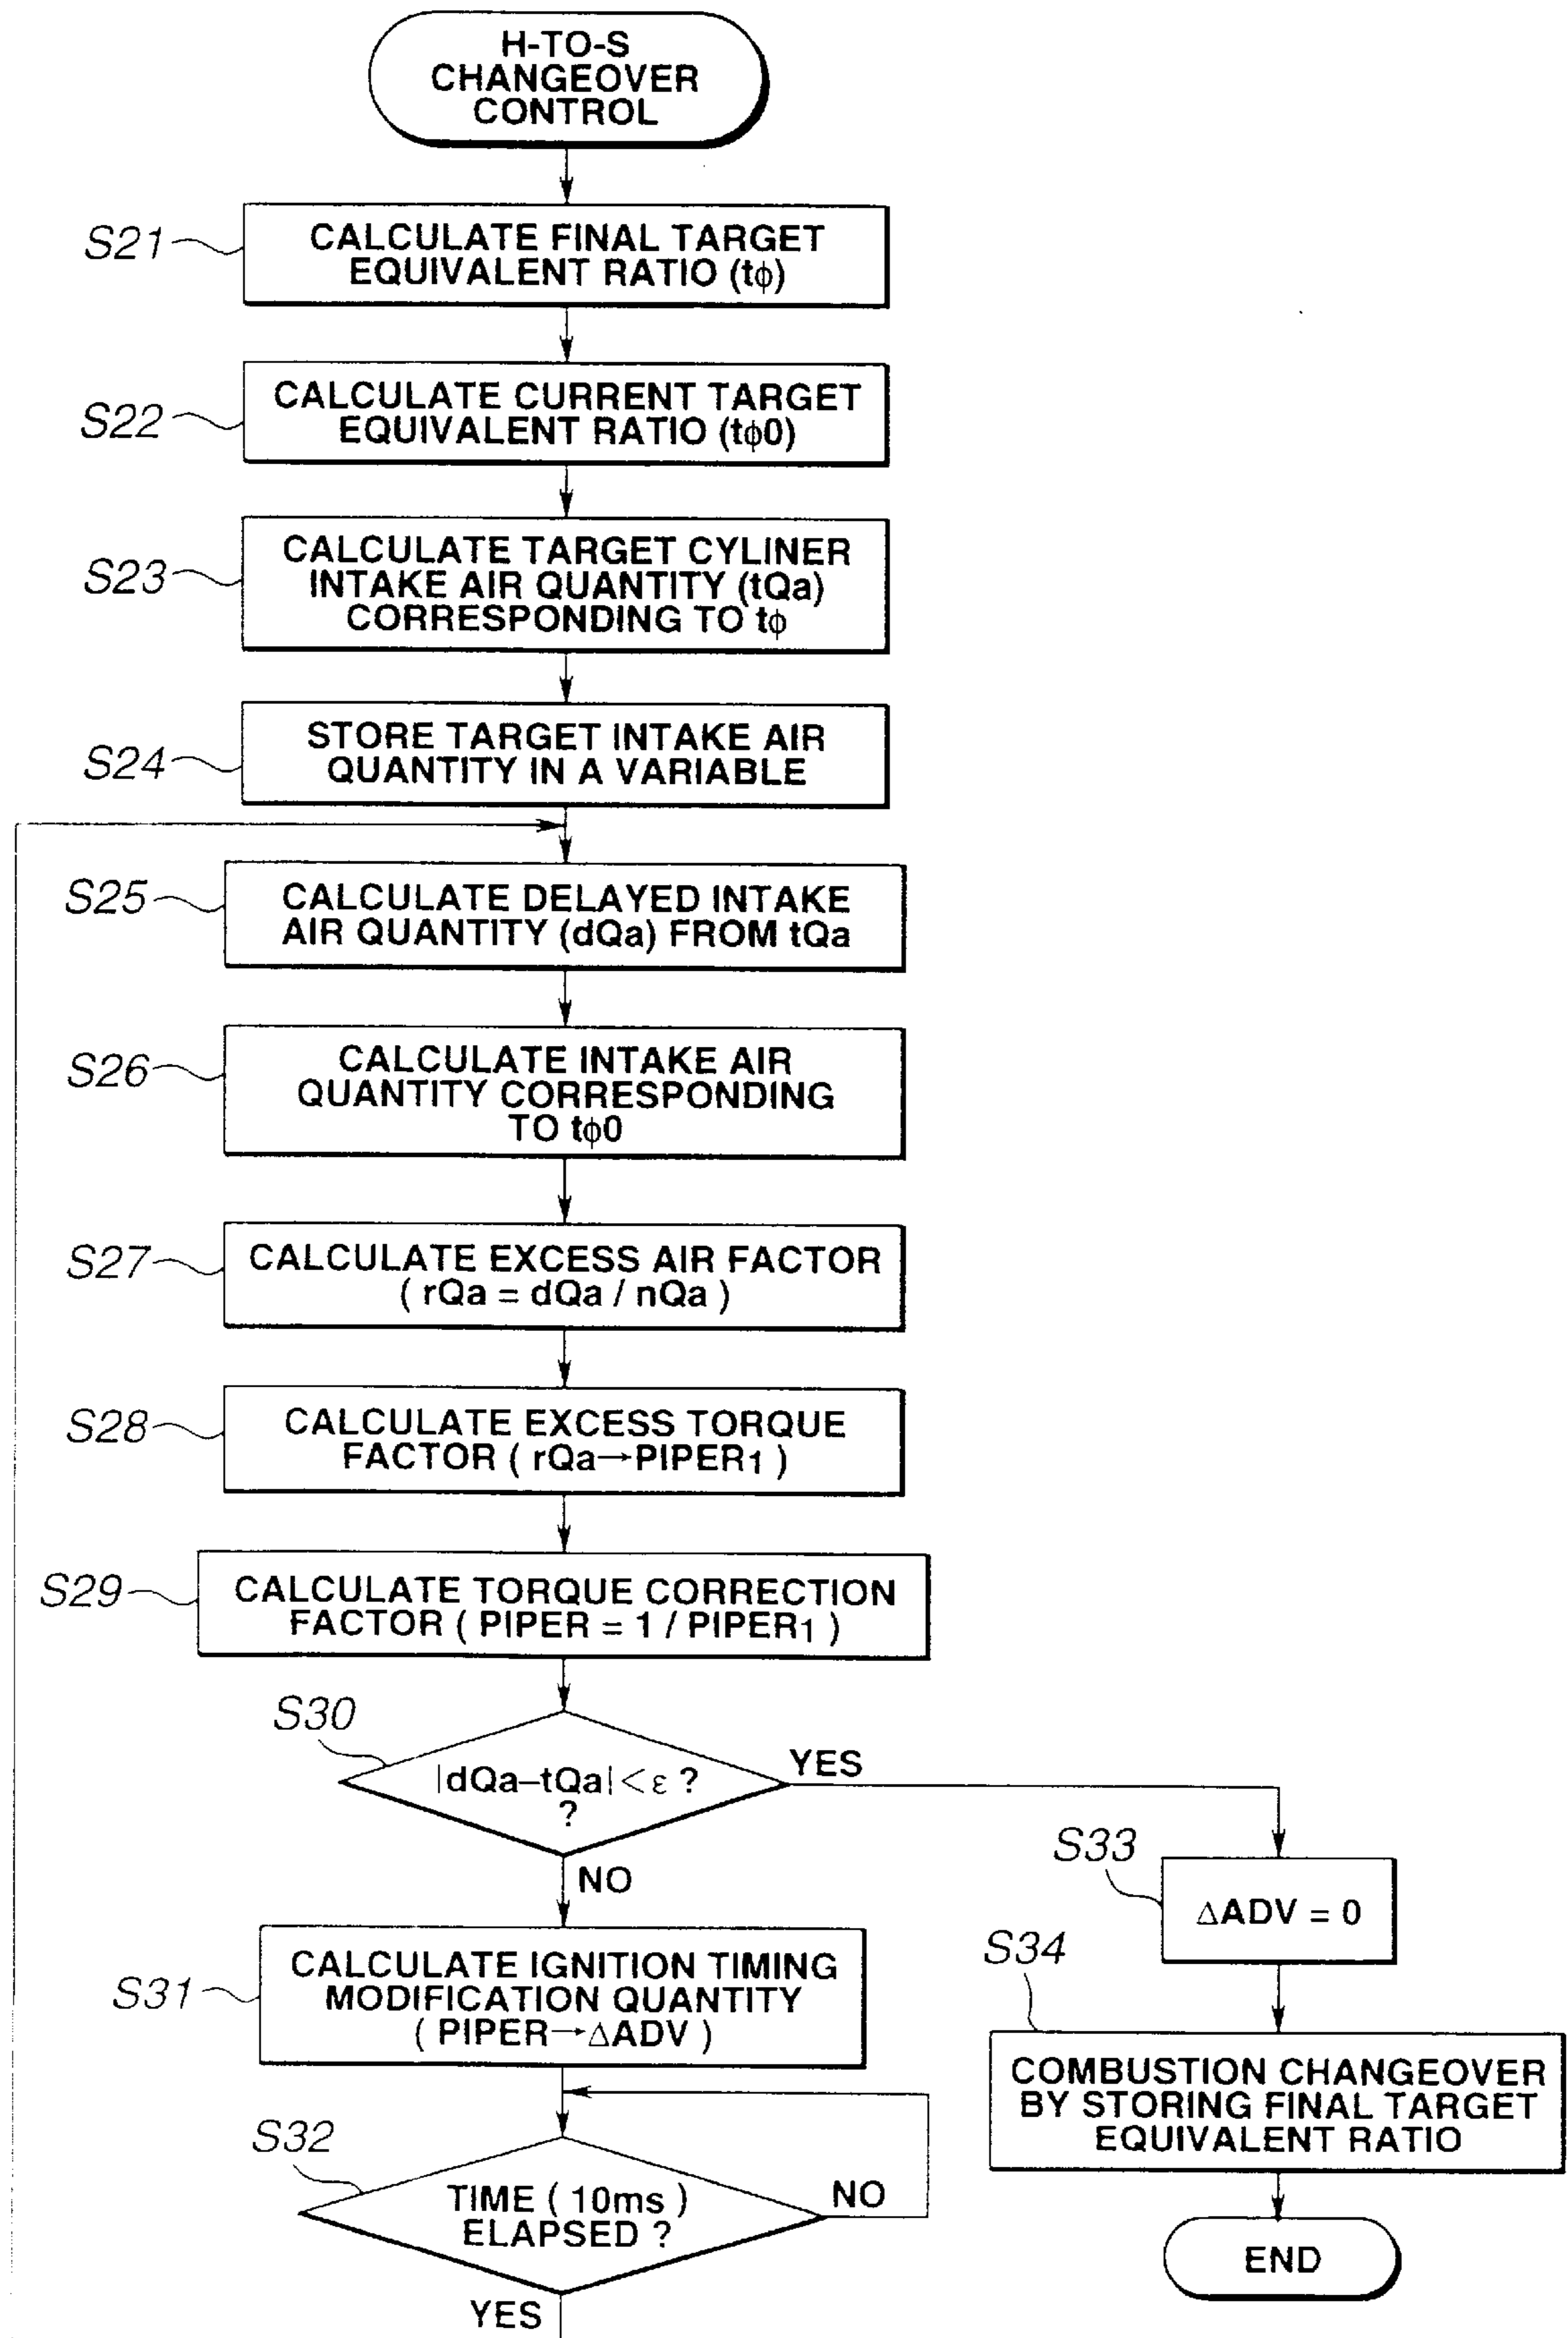 H-TO-S
CHANGEOVER
CONTROL
S21
CALCULATE FINAL TARGET
EQUIVALENT RATIO (tϕ)
S22
CALCULATE CURRENT TARGET
EQUIVALENT RATIO (tϕ0)
S23
CALCULATE TARGET CYLINER
INTAKE AIR QUANTITY (tQa)
CORRESPONDING TO tϕ
S24
STORE TARGET INTAKE AIR
QUANTITY IN A VARIABLE
S25
CALCULATE DELAYED INTAKE
AIR QUANTITY (dQa) FROM tQa
S26
CALCULATE INTAKE AIR
QUANTITY CORRESPONDING
TO tϕ0
S27
CALCULATE EXCESS AIR FACTOR
( rQa = dQa / nQa )
S28
CALCULATE EXCESS TORQUE
FACTOR ( rQa→PIPER1 )
S29
CALCULATE TORQUE CORRECTION
FACTOR ( PIPER = 1 / PIPER1 )
S30
|dQa–tQa| < ε ?
?
YES
NO
S33
ΔADV = 0
S34
COMBUSTION CHANGEOVER
BY STORING FINAL TARGET
EQUIVALENT RATIO
END
S31
CALCULATE IGNITION TIMING
MODIFICATION QUANTITY
( PIPER→ΔADV )
S32
TIME ( 10ms )
ELAPSED ?
NO
YES